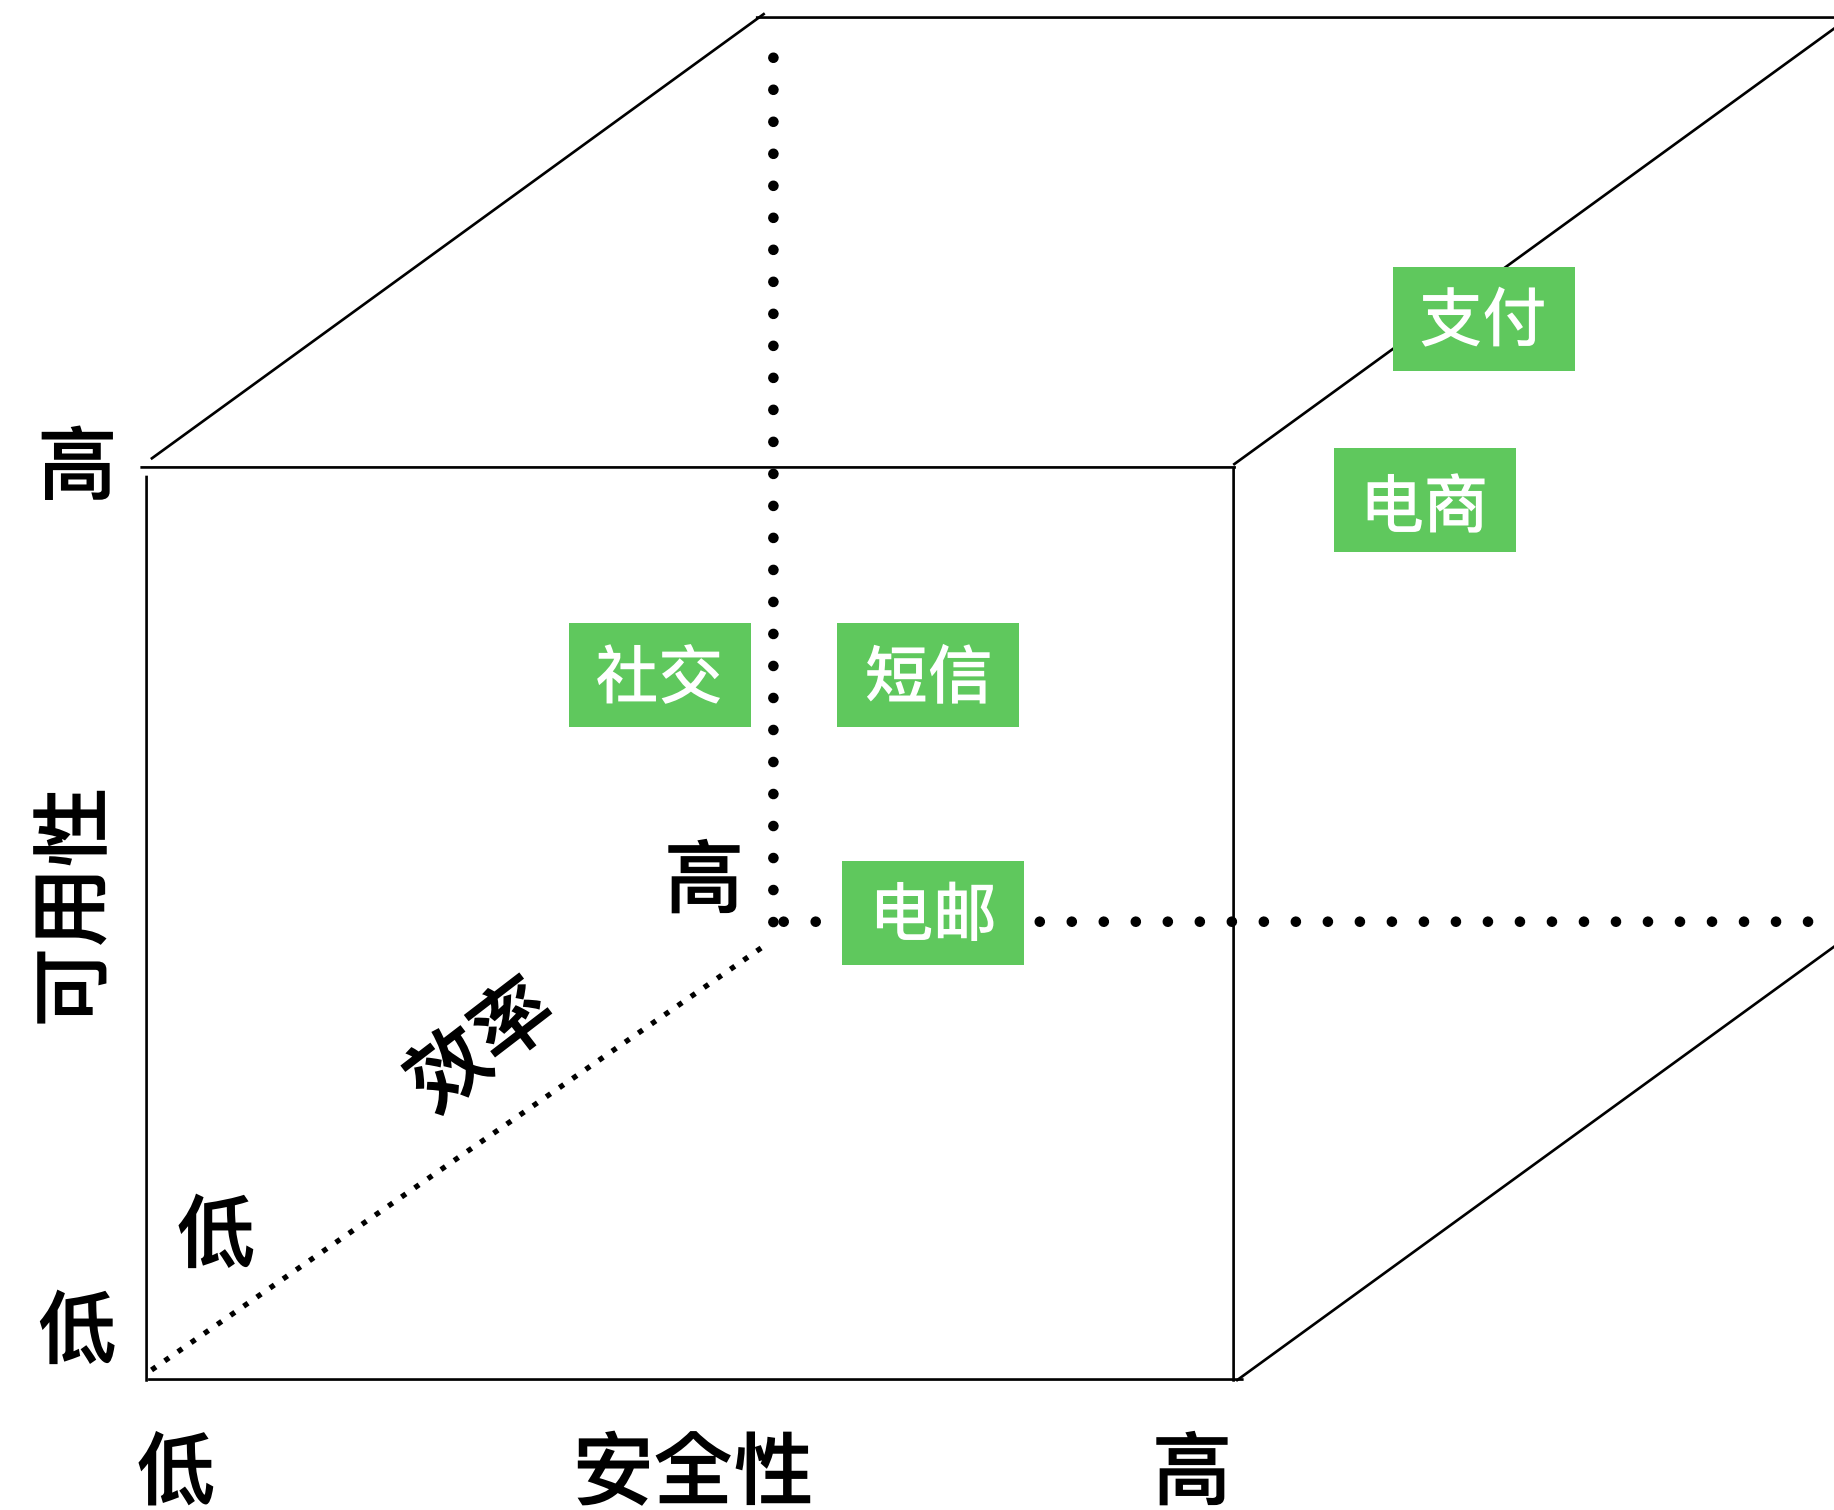 支付
高
电商
社交
短信
可用性
高
电邮
效率
低
低
低
安全性
高